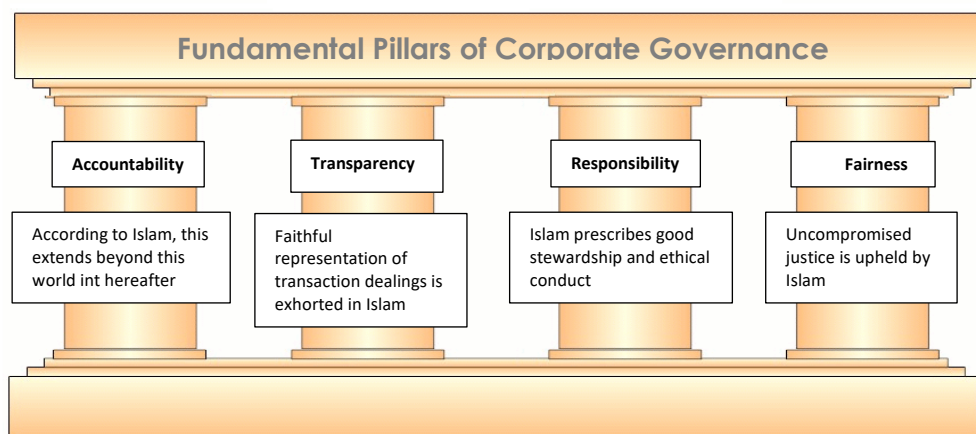 Fundamental Pillars of Corporate Governance
Accountability
According to Islam, this
extends beyond this
world int hereafter
Transparency
Faithful
representation of
transaction dealings is
exhorted in Islam
Responsibility
Islam prescribes good
stewardship and ethical
conduct
Fairness
Uncompromised
justice is upheld by
Islam